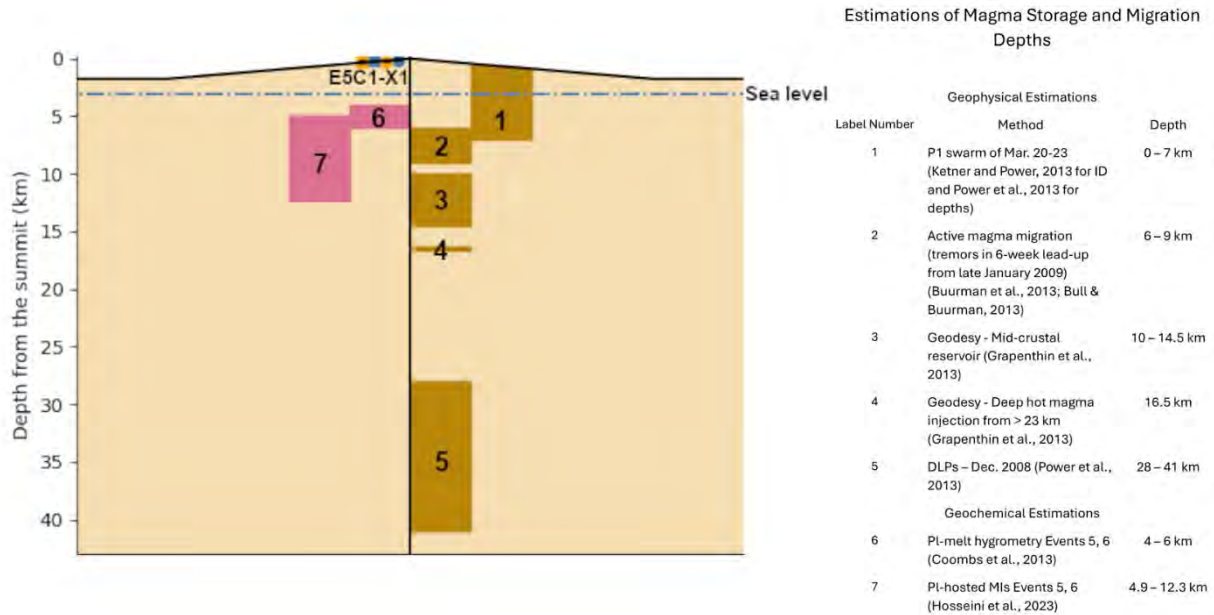 Estimations of Magma Storage and Migration
Depths
0
5
10
15
20
25
30
35
40
Depth from the summit (km)
E5C1-X1
Sea level
1
2
3
4
5
6
7
Geophysical Estimations
Label Number Method Depth
1 P1 swarm of Mar. 20-23 0 – 7 km
(Ketner and Power, 2013 for ID
and Power et al., 2013 for
depths)
2 Active magma migration 6 – 9 km
(tremors in 6-week lead-up
from late January 2009)
(Buurman et al., 2013; Bull &
Buurman, 2013)
3 Geodesy - Mid-crustal 10 – 14.5 km
reservoir (Grapenthin et al.,
2013)
4 Geodesy - Deep hot magma 16.5 km
injection from > 23 km
(Grapenthin et al., 2013)
5 DLPs – Dec. 2008 (Power et al., 28 – 41 km
2013)
Geochemical Estimations
6 Pl-melt hygrometry Events 5, 6 4 – 6 km
(Coombs et al., 2013)
7 Pl-hosted MIs Events 5, 6 4.9 – 12.3 km
(Hosseini et al., 2023)